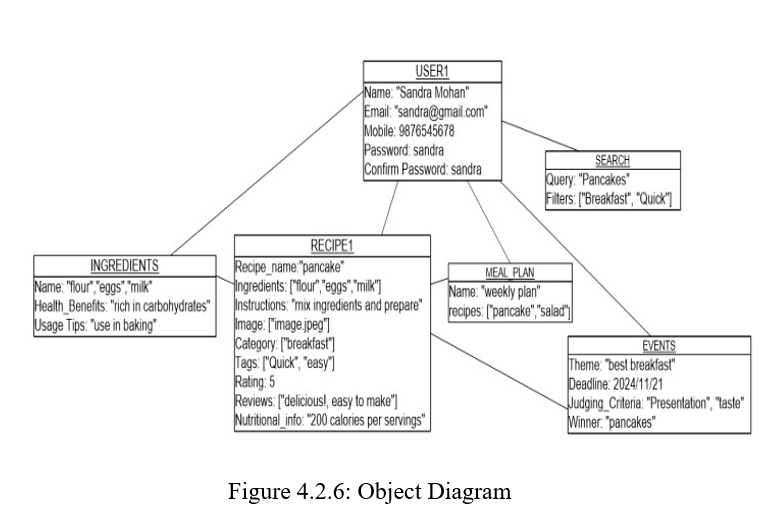 USER1
Name: "Sandra Mohan"
Email: "sandra@gmail.com"
Mobile: 9876545678
Password: sandra
Confirm Password: sandra
SEARCH
Query: "Pancakes"
Filters: ["Breakfast", "Quick"]
INGREDIENTS
Name: "flour","eggs","milk"
Health_Benefits: "rich in carbohydrates"
Usage Tips: "use in baking"
RECIPE1
Recipe_name:"pancake"
Ingredients: ["flour","eggs","milk"]
Instructions: "mix ingredients and prepare"
Image: ["image.jpeg"]
Category: ["breakfast"]
Tags: ["Quick", "easy"]
Rating: 5
Reviews: ["delicious!, easy to make"]
Nutritional_info: "200 calories per servings"
MEAL_PLAN
Name: "weekly plan"
recipes: ["pancake","salad"]
EVENTS
Theme: "best breakfast"
Deadline: 2024/11/21
Judging_Criteria: "Presentation", "taste"
Winner: "pancakes"
Figure 4.2.6: Object Diagram